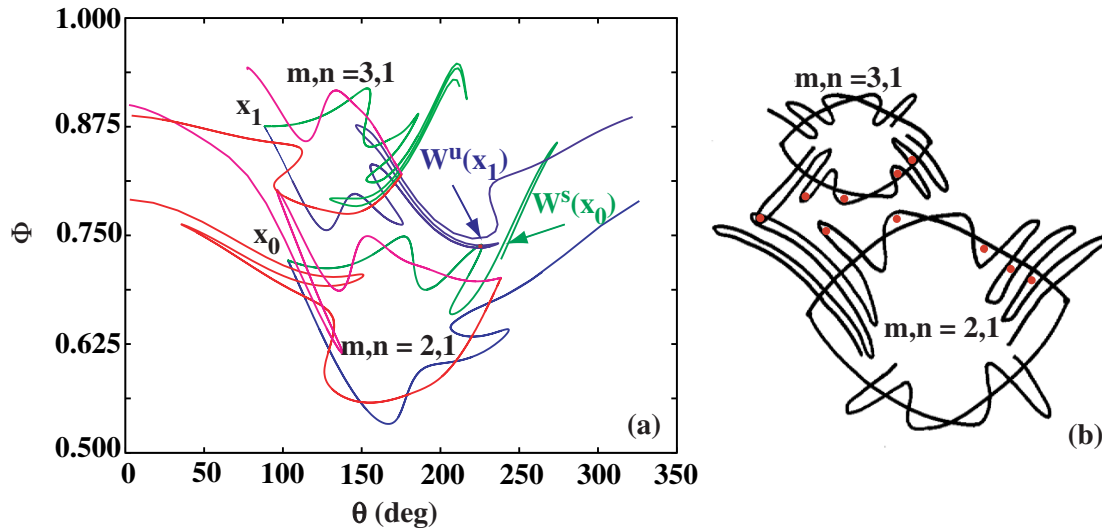 1.000
0.875
0.750
0.625
0.500
Φ
0 50 100 150 200 250 300 350
θ (deg)
m,n =3,1
x1
Wᵘ(x1)
Wˢ(x0)
x0
m,n = 2,1
(a)
m,n =3,1
m,n = 2,1
(b)